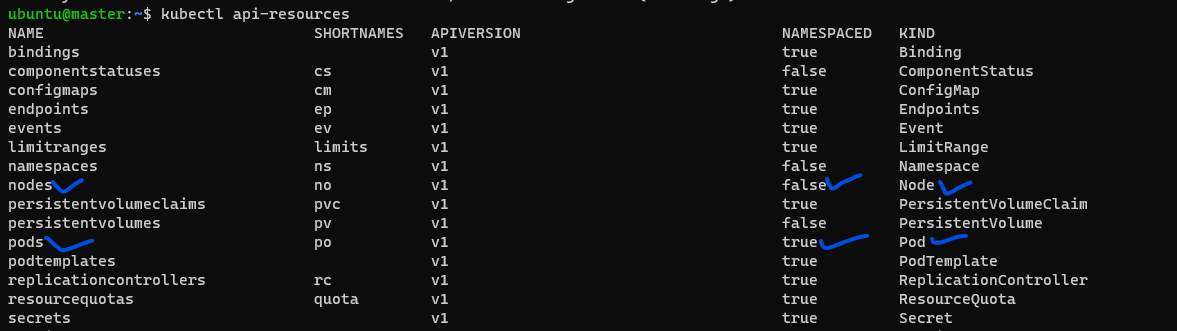 ubuntu@master:~$ kubectl api-resources
NAME SHORTNAMES APIVERSION NAMESPACED KIND
bindings v1 true Binding
componentstatuses cs v1 false ComponentStatus
configmaps cm v1 true ConfigMap
endpoints ep v1 true Endpoints
events ev v1 true Event
limitranges limits v1 true LimitRange
namespaces ns v1 false Namespace
nodes no v1 false Node
persistentvolumeclaims pvc v1 true PersistentVolumeClaim
persistentvolumes pv v1 false PersistentVolume
pods po v1 true Pod
podtemplates v1 true PodTemplate
replicationcontrollers rc v1 true ReplicationController
resourcequotas quota v1 true ResourceQuota
secrets v1 true Secret